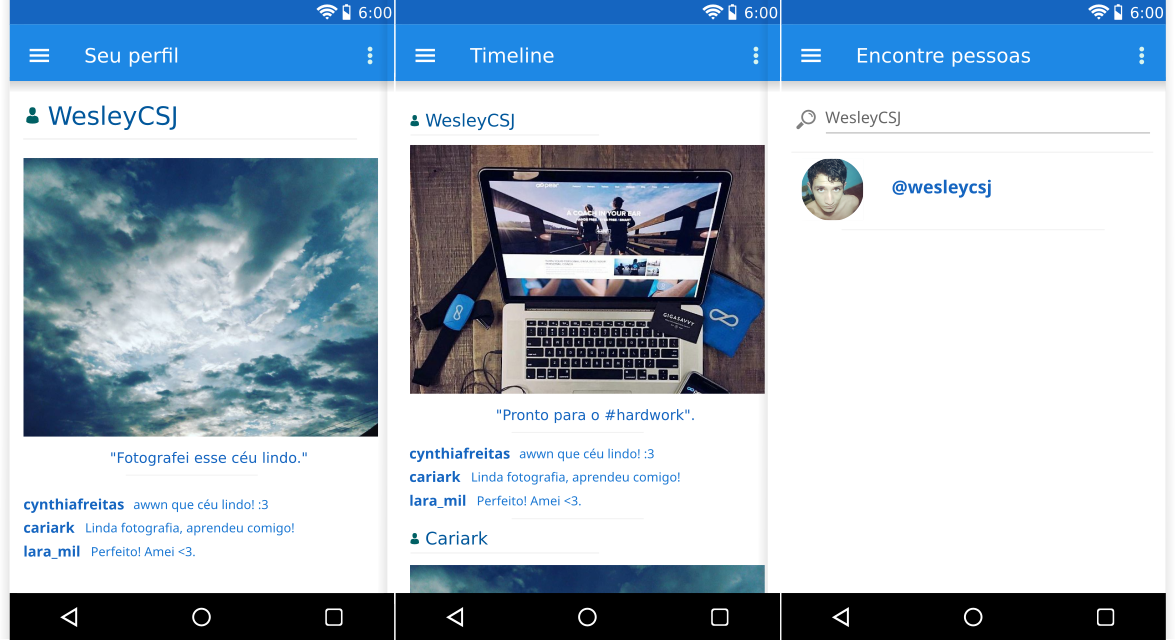 6:00
Seu perfil
WesleyCSJ
"Fotografei esse céu lindo."
cynthiafreitas awwn que céu lindo! :3
cariark Linda fotografia, aprendeu comigo!
lara_mil Perfeito! Amei <3.
6:00
Timeline
WesleyCSJ
A COACH IN YOUR EAR
GIGASAVVY
"Pronto para o #hardwork".
cynthiafreitas awwn que céu lindo! :3
cariark Linda fotografia, aprendeu comigo!
lara_mil Perfeito! Amei <3.
Cariark
6:00
Encontre pessoas
WesleyCSJ
@wesleycsj